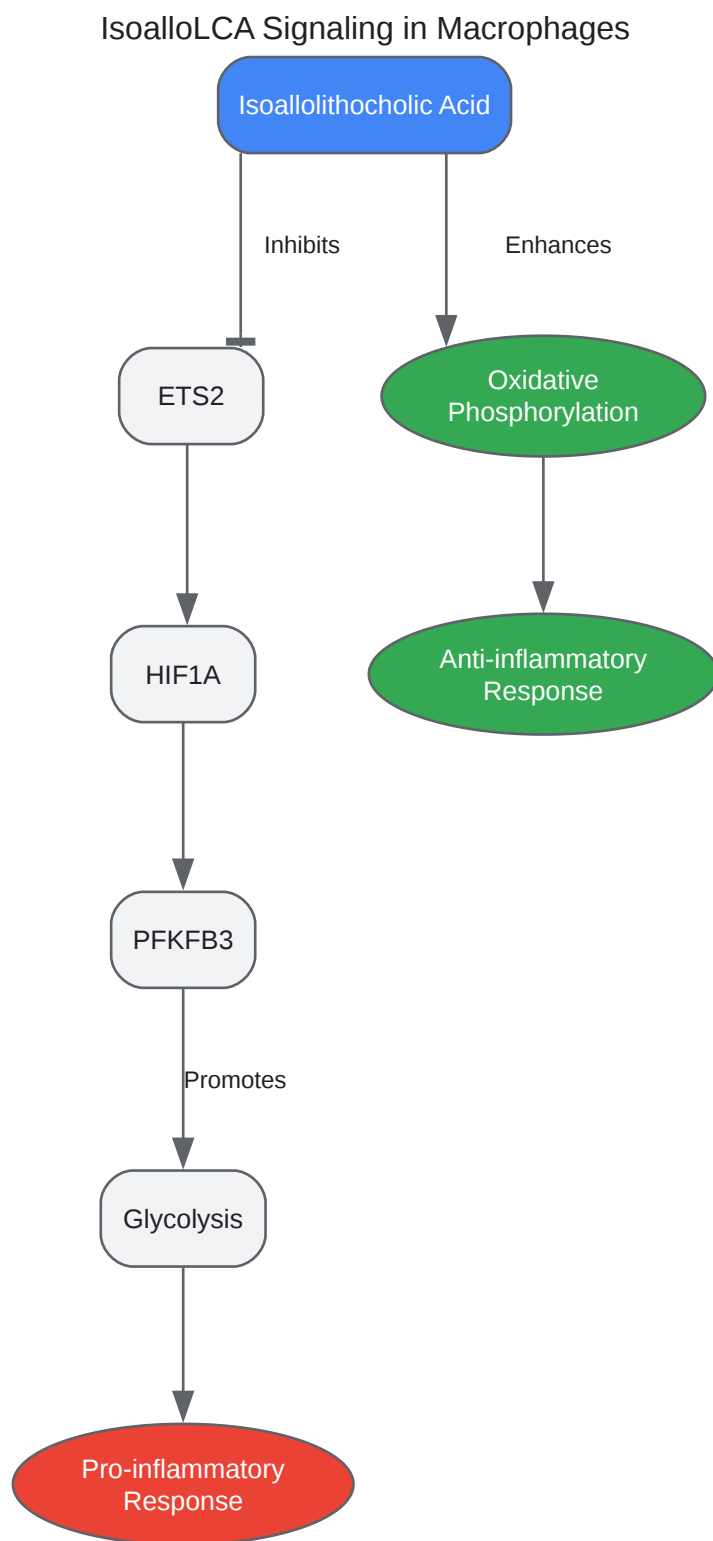 IsoalloLCA Signaling in Macrophages
Isoallolithocholic Acid
Inhibits
Enhances
ETS2
Oxidative
Phosphorylation
HIF1A
Anti-inflammatory
Response
PFKFB3
Promotes
Glycolysis
Pro-inflammatory
Response